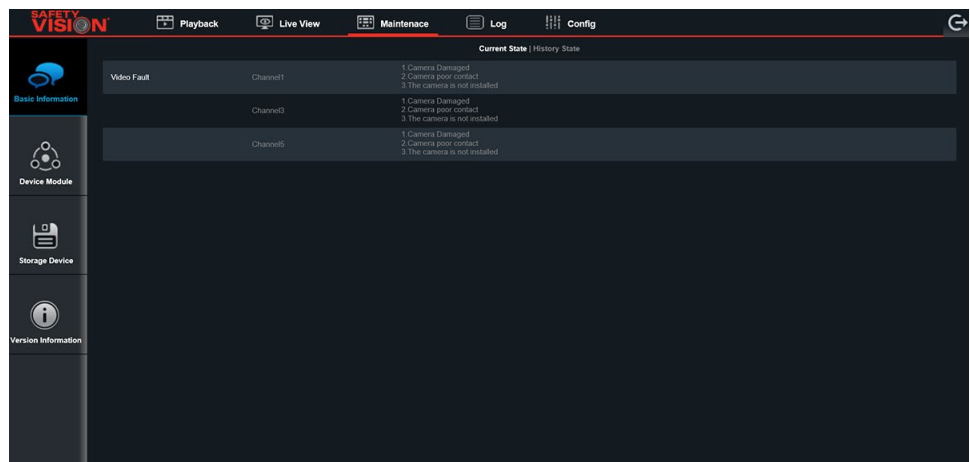 SAFETY
VISION
Playback
Live View
Maintenace
Log
Config
Current State | History State
Basic Information
Video Fault
Channel1
1.Camera Damaged
2.Camera poor contact
3.The camera is not installed
Channel3
1.Camera Damaged
2.Camera poor contact
3.The camera is not installed
Channel5
1.Camera Damaged
2.Camera poor contact
3.The camera is not installed
Device Module
Storage Device
Version Information